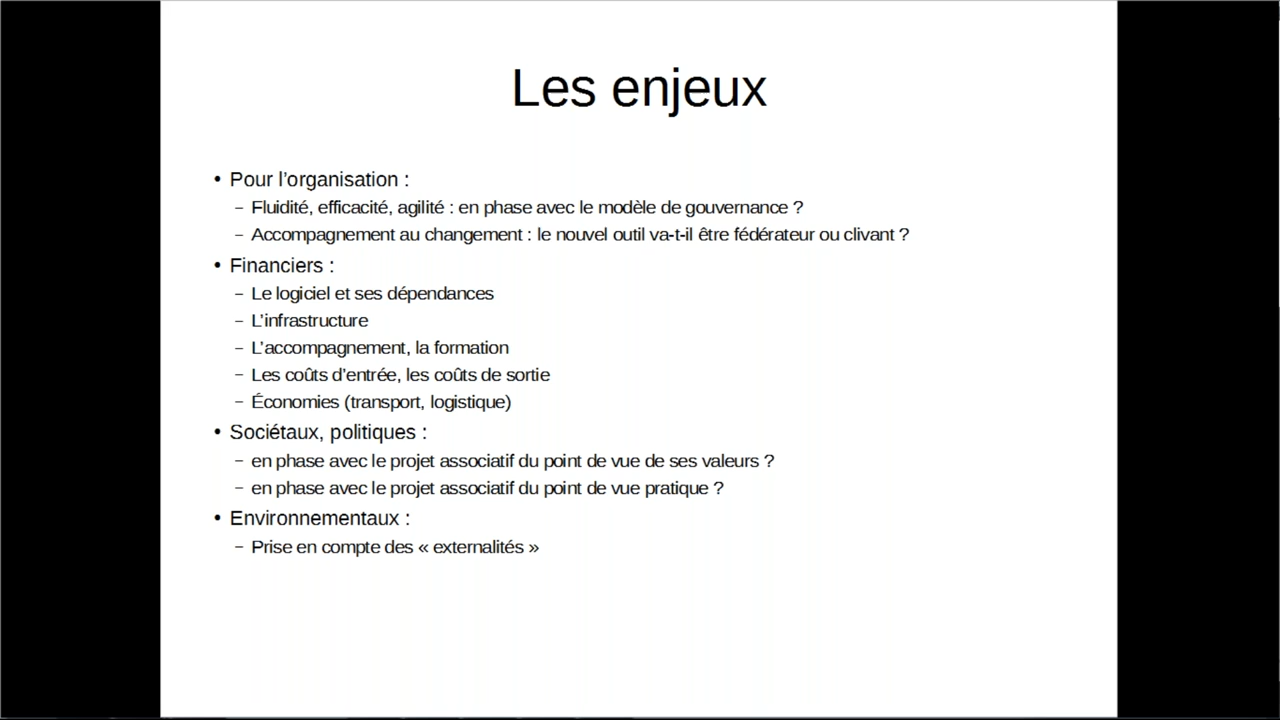 Les enjeux
• Pour l’organisation :
– Fluidité, efficacité, agilité : en phase avec le modèle de gouvernance ?
– Accompagnement au changement : le nouvel outil va-t-il être fédérateur ou clivant ?
• Financiers :
– Le logiciel et ses dépendances
– L’infrastructure
– L’accompagnement, la formation
– Les coûts d’entrée, les coûts de sortie
– Économies (transport, logistique)
• Sociétaux, politiques :
– en phase avec le projet associatif du point de vue de ses valeurs ?
– en phase avec le projet associatif du point de vue pratique ?
• Environnementaux :
– Prise en compte des « externalités »